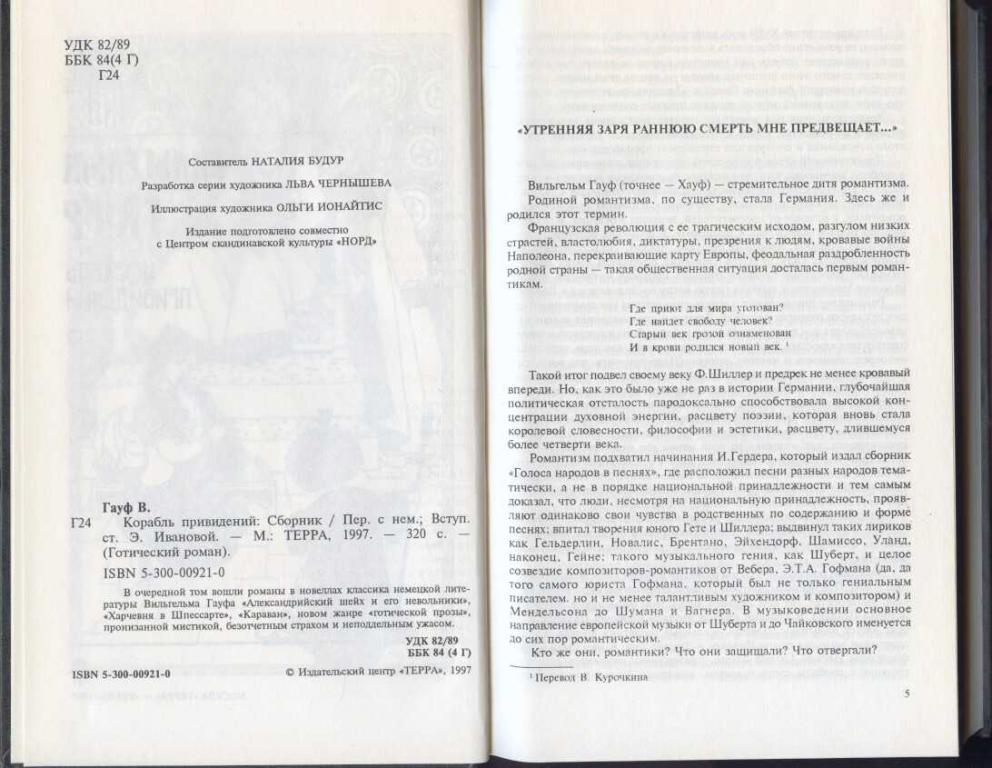 УДК 82/89
ББК 84(4 Г)
Г24
Составитель НАТАЛИЯ БУДУР
Разработка серии художника ЛЬВА ЧЕРНЫШЕВА
Иллюстрация художника ОЛЬГИ ИОНАЙТИС
Издание подготовлено совместно
с Центром скандинавской культуры «НОРД»
Гауф В.
Г24 Корабль привидений: Сборник / Пер. с нем.; Вступ.
ст. Э. Ивановой. — М.: ТЕРРА, 1997. — 320 с. —
(Готический роман).
ISBN 5-300-00921-0
В очередной том вошли романы в новеллах классика немецкой лите-
ратуры Вильгельма Гауфа «Александрийский шейх и его невольники»,
«Харчевня в Шпессарте», «Караван», новом жанре «готической прозы»,
пронизанной мистикой, безотчетным страхом и неподдельным ужасом.
УДК 82/89
ББК 84 (4 Г)
ISBN 5-300-00921-0
© Издательский центр «ТЕРРА», 1997
«УТРЕННЯЯ ЗАРЯ РАННЮЮ СМЕРТЬ МНЕ ПРЕДВЕЩАЕТ...»
Вильгельм Гауф (точнее — Хауф) — стремительное дитя романтизма.
Родиной романтизма, по существу, стала Германия. Здесь же и
родился этот термин.
Французская революция с ее трагическим исходом, разгулом низких
страстей, властолюбия, диктатуры, презрения к людям, кровавые войны
Наполеона, перекраивающие карту Европы, феодальная раздробленность
родной страны — такая общественная ситуация досталась первым роман-
тикам.
Где приют для мира уготован?
Где найдет свободу человек?
Старый век грозой ознаменован
И в крови родился новый век. ¹
Такой итог подвел своему веку Ф.Шиллер и предрек не менее кровавый
впереди. Но, как это было уже не раз в истории Германии, глубочайшая
политическая отсталость пародоксально способствовала высокой кон-
центрации духовной энергии, расцвету поэзии, которая вновь стала
королевой словесности, философии и эстетики, расцвету, длившемуся
более четверти века.
Романтизм подхватил начинания И.Гердера, который издал сборник
«Голоса народов в песнях», где расположил песни разных народов тема-
тически, а не в порядке национальной принадлежности и тем самым
доказал, что люди, несмотря на национальную принадлежность, прояв-
ляют одинаково свои чувства в родственных по содержанию и форме
песнях; впитал творения юного Гете и Шиллера; выдвинул таких лириков
как Гельдерлин, Новалис, Брентано, Эйхендорф, Шамиссо, Уланд,
наконец, Гейне; такого музыкального гения, как Шуберт, и целое
созвездие композиторов-романтиков от Вебера, Э.Т.А. Гофмана (да, да
того самого юриста Гофмана, который был не только гениальным
писателем, но и не менее талантливым художником и композитором) и
Мендельсона до Шумана и Вагнера. В музыковедении основное
направление европейской музыки от Шуберта и до Чайковского именуется
до сих пор романтическим.
Кто же они, романтики? Что они защищали? Что отвергали?
¹ Перевод В. Курочкина
5